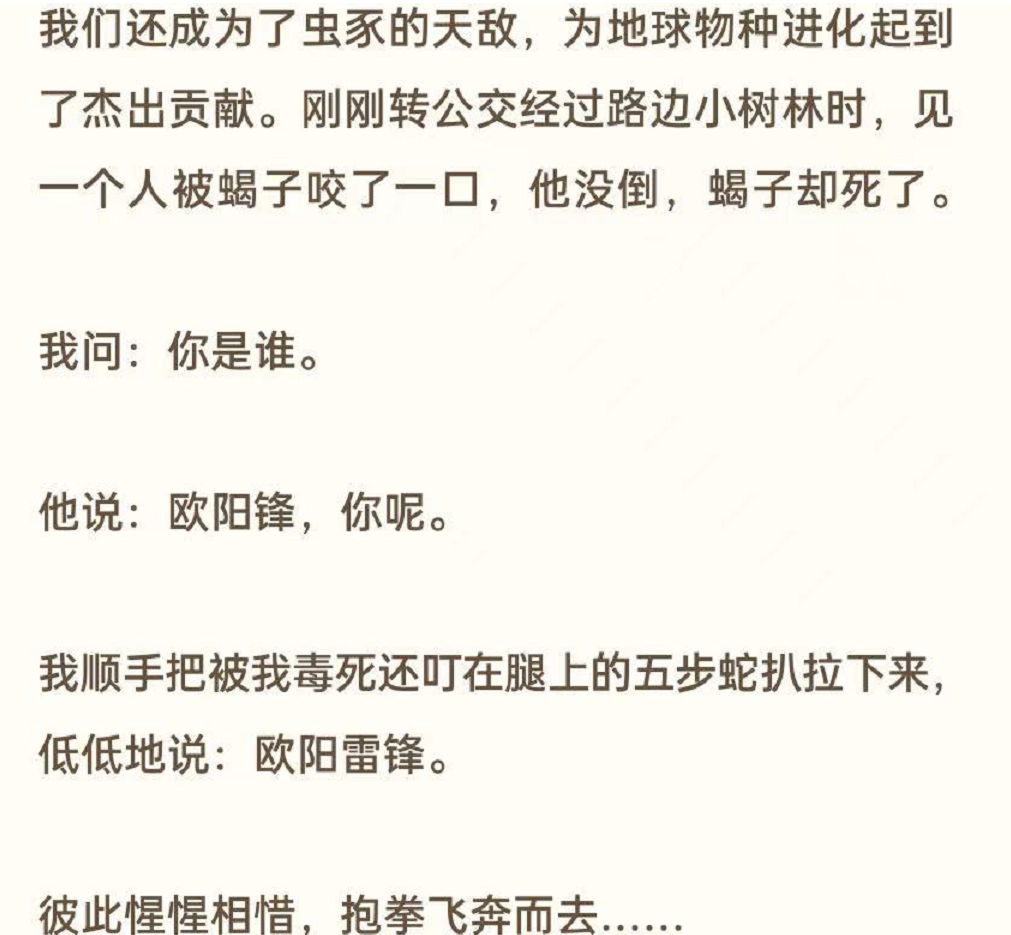 我们还成为了虫豕的天敌，为地球物种进化起到
了杰出贡献。刚刚转公交经过路边小树林时，见
一个人被蝎子咬了一口，他没倒，蝎子却死了。
我问：你是谁。
他说：欧阳锋，你呢。
我顺手把被我毒死还叮在腿上的五步蛇扒拉下来，
低低地说：欧阳雷锋。
彼此惺惺相惜，抱拳飞奔而去……